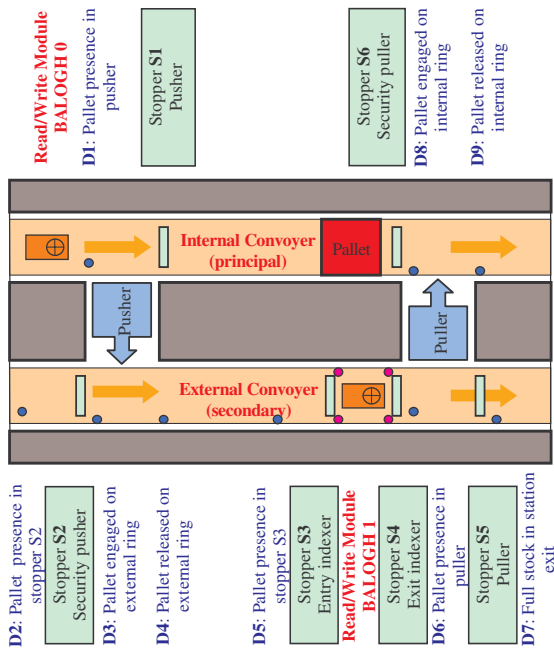 Read/Write Module
BALOGH 0
D1: Pallet presence in
pusher
Stopper S1
Pusher
Stopper S6
Security puller
D8: Pallet engaged on
internal ring
D9: Pallet released on
internal ring
Internal Convoyer
(principal)
Pallet
Pusher
Puller
External Convoyer
(secondary)
D2: Pallet presence in
stopper S2
Stopper S2
Security pusher
D3: Pallet engaged on
external ring
D4: Pallet released on
external ring
D5: Pallet presence in
stopper S3
Stopper S3
Entry indexer
Read/Write Module
BALOGH 1
Stopper S4
Exit indexer
D6: Pallet presence in
puller
Stopper S5
Puller
D7: Full stock in station
exit